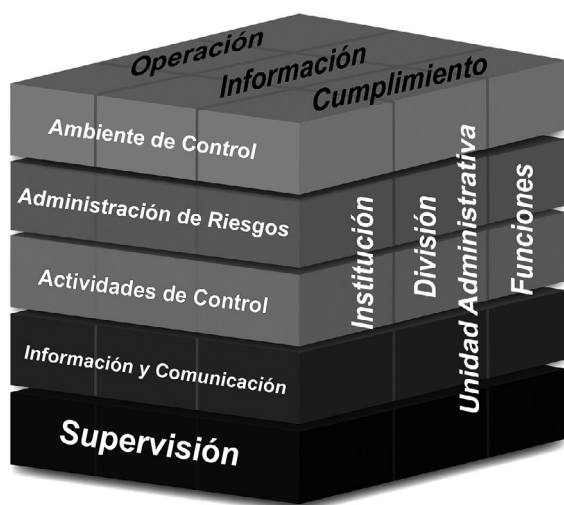 Operación
Información
Cumplimiento
Ambiente de Control
Administración de Riesgos
Actividades de Control
Información y Comunicación
Supervisión
Institución
División
Unidad Administrativa
Funciones